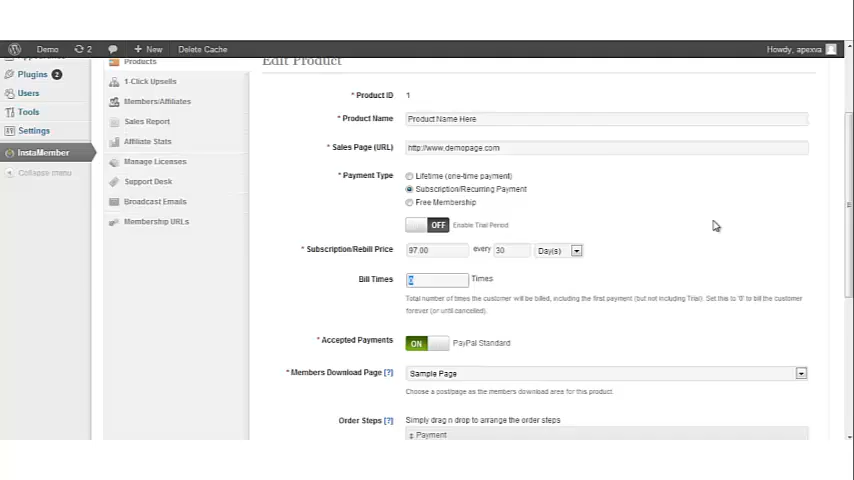 Demo 2 + New Delete Cache Howdy, apexva
Plugins 2
Users
Tools
Settings
InstaMember
Collapse menu
Products
1-Click Upsells
Members/Affiliates
Sales Report
Affiliate Stats
Manage Licenses
Support Desk
Broadcast Emails
Membership URLs
Edit Product
* Product ID 1
* Product Name Product Name Here
* Sales Page (URL) http://www.demopage.com
* Payment Type Lifetime (one-time payment)
Subscription/Recurring Payment
Free Membership
OFF Enable Trial Period
* Subscription/Rebill Price 97.00 every 30 Day(s)
Bill Times 0 Times
Total number of times the customer will be billed, including the first payment (but not including Trial). Set this to '0' to bill the customer
forever (or until cancelled).
* Accepted Payments ON PayPal Standard
* Members Download Page [?] Sample Page
Choose a post/page as the members download area for this product.
Order Steps [?] Simply drag n drop to arrange the order steps
Payment